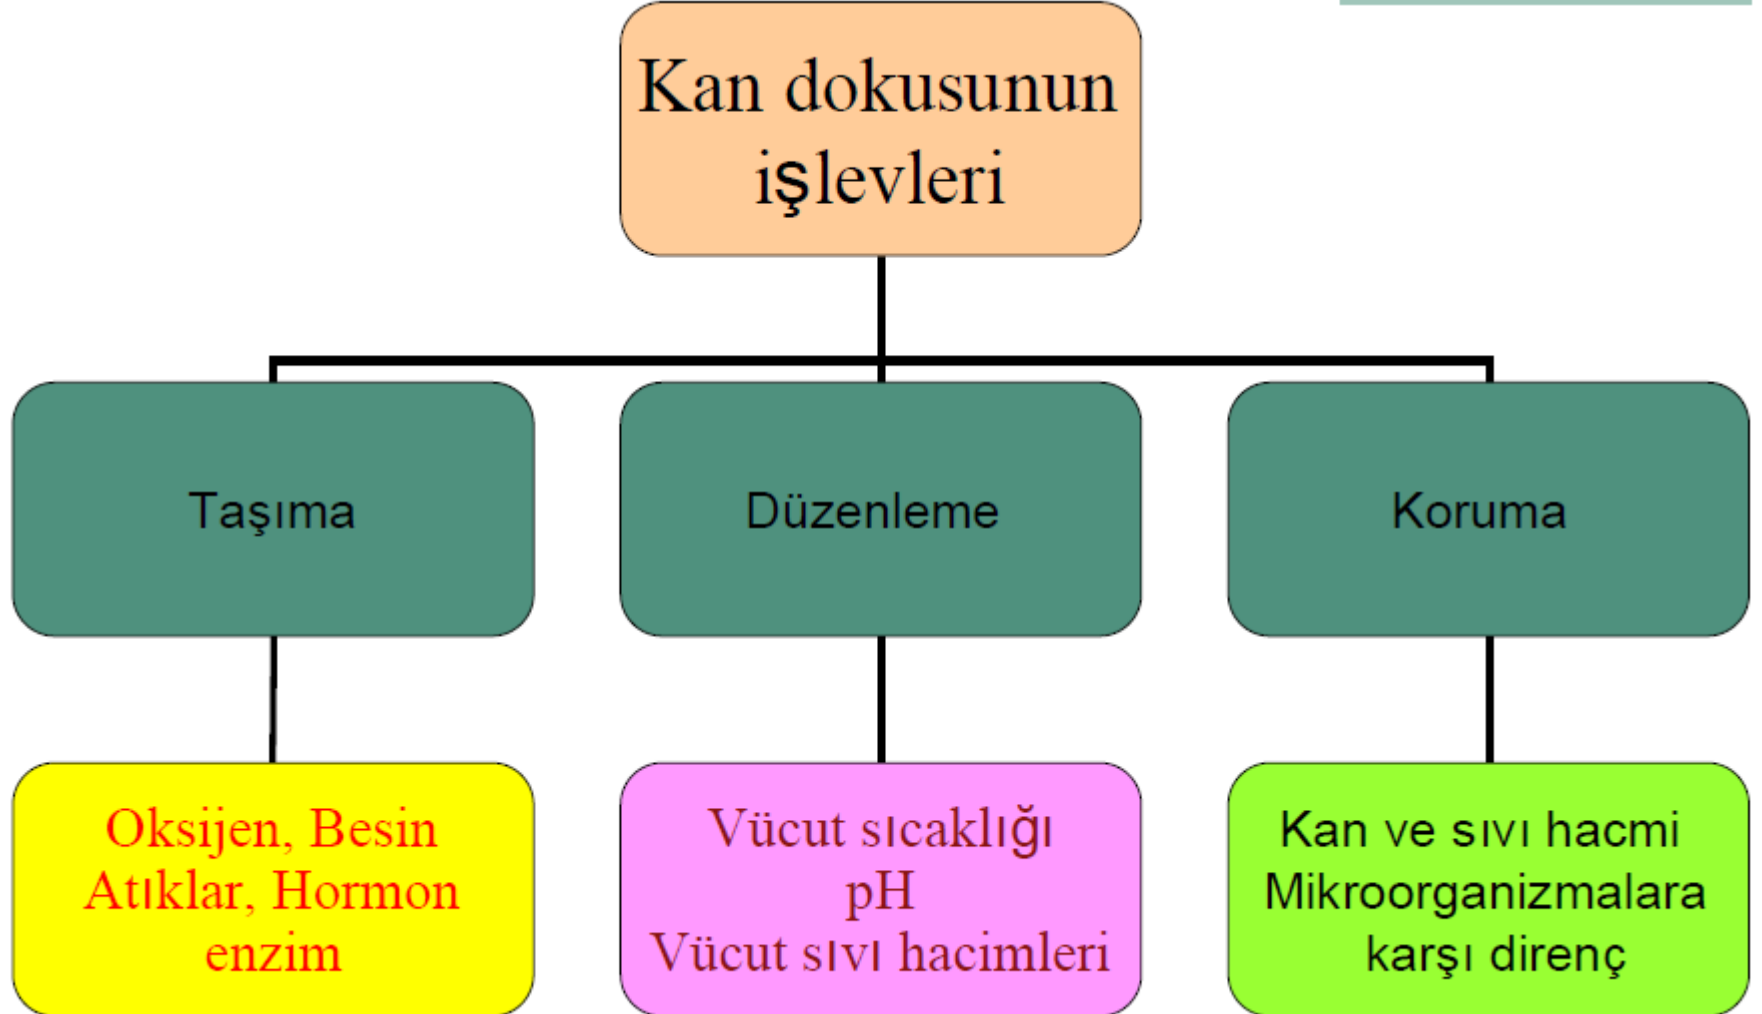 Kan dokusunun
işlevleri
Taşıma
Düzenleme
Koruma
Oksijen, Besin
Atıklar, Hormon
enzim
Vücut sıcaklığı
pH
Vücut sıvı hacimleri
Kan ve sıvı hacmi
Mikroorganizmalara
karşı direnç